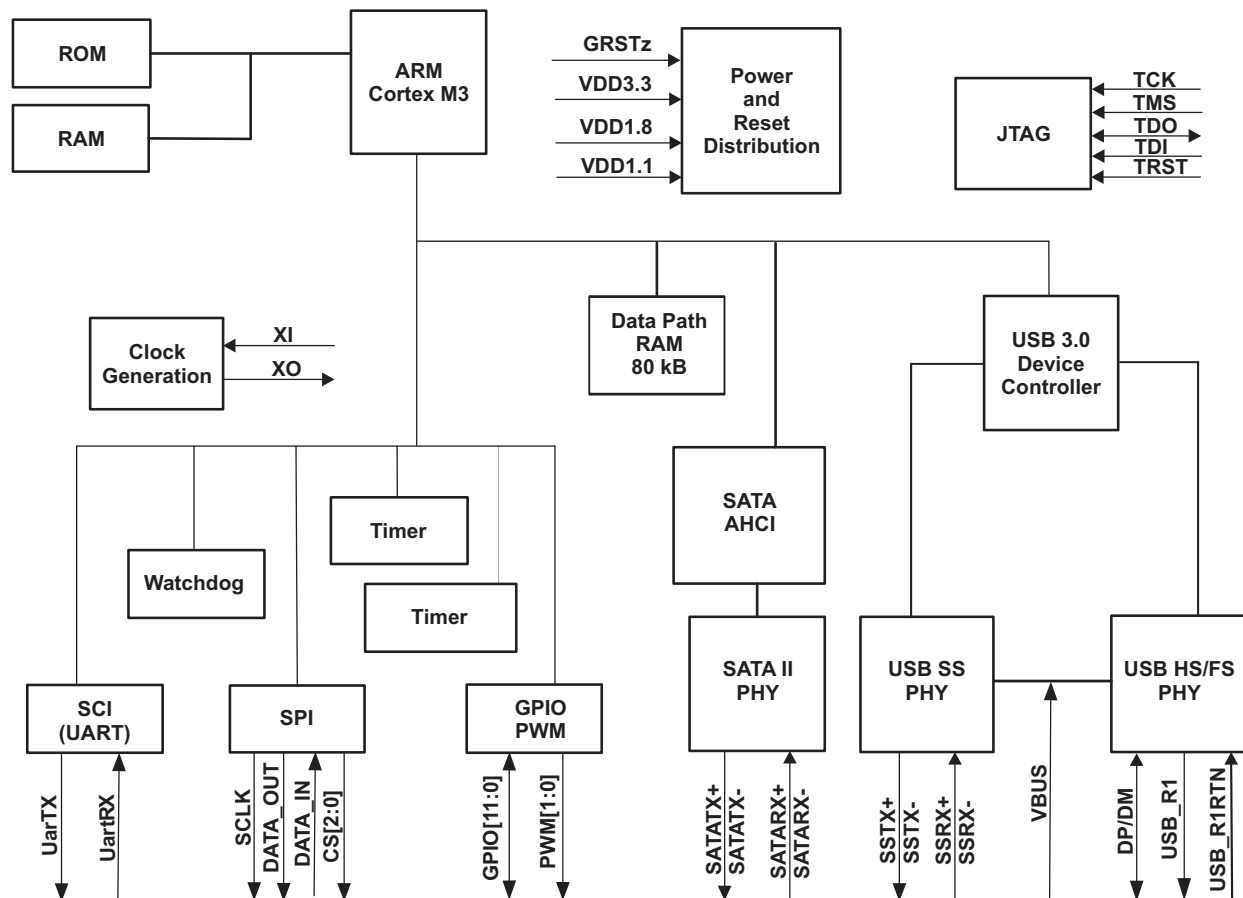 ROM
RAM
ARM
Cortex M3
GRSTz
VDD3.3
VDD1.8
VDD1.1
Power
and
Reset
Distribution
JTAG
TCK
TMS
TDO
TDI
TRST
Clock
Generation
XI
XO
Data Path
RAM
80 kB
USB 3.0
Device
Controller
SATA
AHCI
Timer
Watchdog
Timer
SCI
(UART)
SPI
GPIO
PWM
SATA II
PHY
USB SS
PHY
USB HS/FS
PHY
UarTX
UartRX
SCLK
DATA_OUT
DATA_IN
CS[2:0]
GPIO[11:0]
PWM[1:0]
SATATX+
SATATX-
SATARX+
SATARX-
SSTX+
SSTX-
SSRX+
SSRX-
VBUS
DP/DM
USB_R1
USB_R1RTN